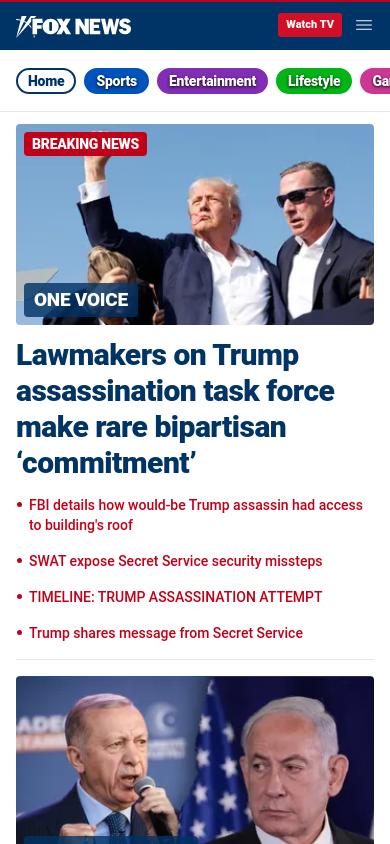 FOX NEWS
Watch TV
Home
Sports
Entertainment
Lifestyle
Ga
BREAKING NEWS
ONE VOICE
Lawmakers on Trump
assassination task force
make rare bipartisan
‘commitment’
FBI details how would-be Trump assassin had access
to building's roof
SWAT expose Secret Service security missteps
TIMELINE: TRUMP ASSASSINATION ATTEMPT
Trump shares message from Secret Service